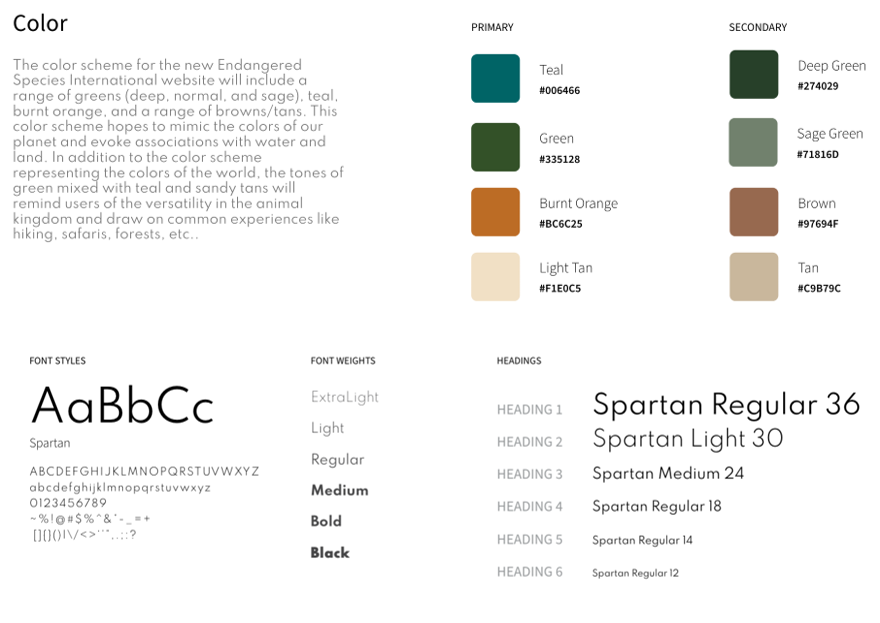 Color
The color scheme for the new Endangered
Species International website will include a
range of greens (deep, normal, and sage), teal,
burnt orange, and a range of browns/tans. This
color scheme hopes to mimic the colors of our
planet and evoke associations with water and
land. In addition to the color scheme
representing the colors of the world, the tones of
green mixed with teal and sandy tans will
remind users of the versatility in the animal
kingdom and draw on common experiences like
hiking, safaris, forests, etc..
PRIMARY
Teal
#006466
Green
#335128
Burnt Orange
#BC6C25
Light Tan
#F1E0C5
SECONDARY
Deep Green
#274029
Sage Green
#71816D
Brown
#97694F
Tan
#C9B79C
FONT STYLES
AaBbCc
Spartan
ABCDEFGHIJKLMNOPQRSTUVWXYZ
abcdefghijklmnopqrstuvwxyz
0123456789
~%!@#$%^&*-_=+
[]{}()|\/<>
FONT WEIGHTS
ExtraLight
Light
Regular
Medium
Bold
Black
HEADINGS
HEADING 1 Spartan Regular 36
HEADING 2 Spartan Light 30
HEADING 3 Spartan Medium 24
HEADING 4 Spartan Regular 18
HEADING 5 Spartan Regular 14
HEADING 6 Spartan Regular 12